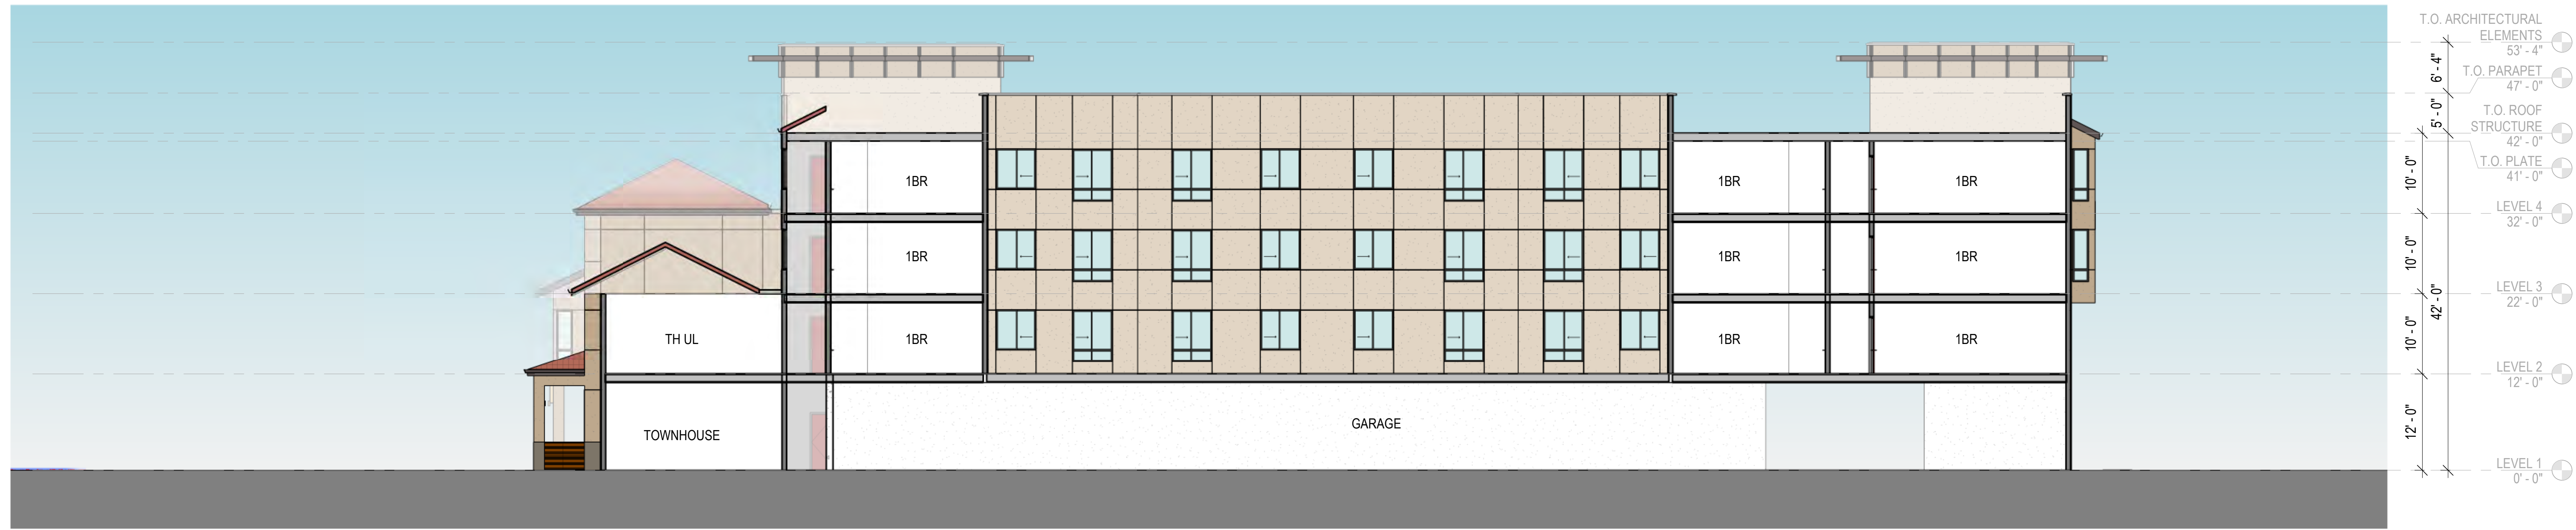 T.O. ARCHITECTURAL
ELEMENTS
53' - 4"
6' - 4"
T.O. PARAPET
47' - 0"
5' - 0"
T.O. ROOF
STRUCTURE
42' - 0"
T.O. PLATE
41' - 0"
1BR
1BR
1BR
10' - 0"
LEVEL 4
32' - 0"
1BR
1BR
1BR
10' - 0"
LEVEL 3
22' - 0"
42' - 0"
TH UL
1BR
1BR
1BR
10' - 0"
LEVEL 2
12' - 0"
TOWNHOUSE
GARAGE
12' - 0"
LEVEL 1
0' - 0"